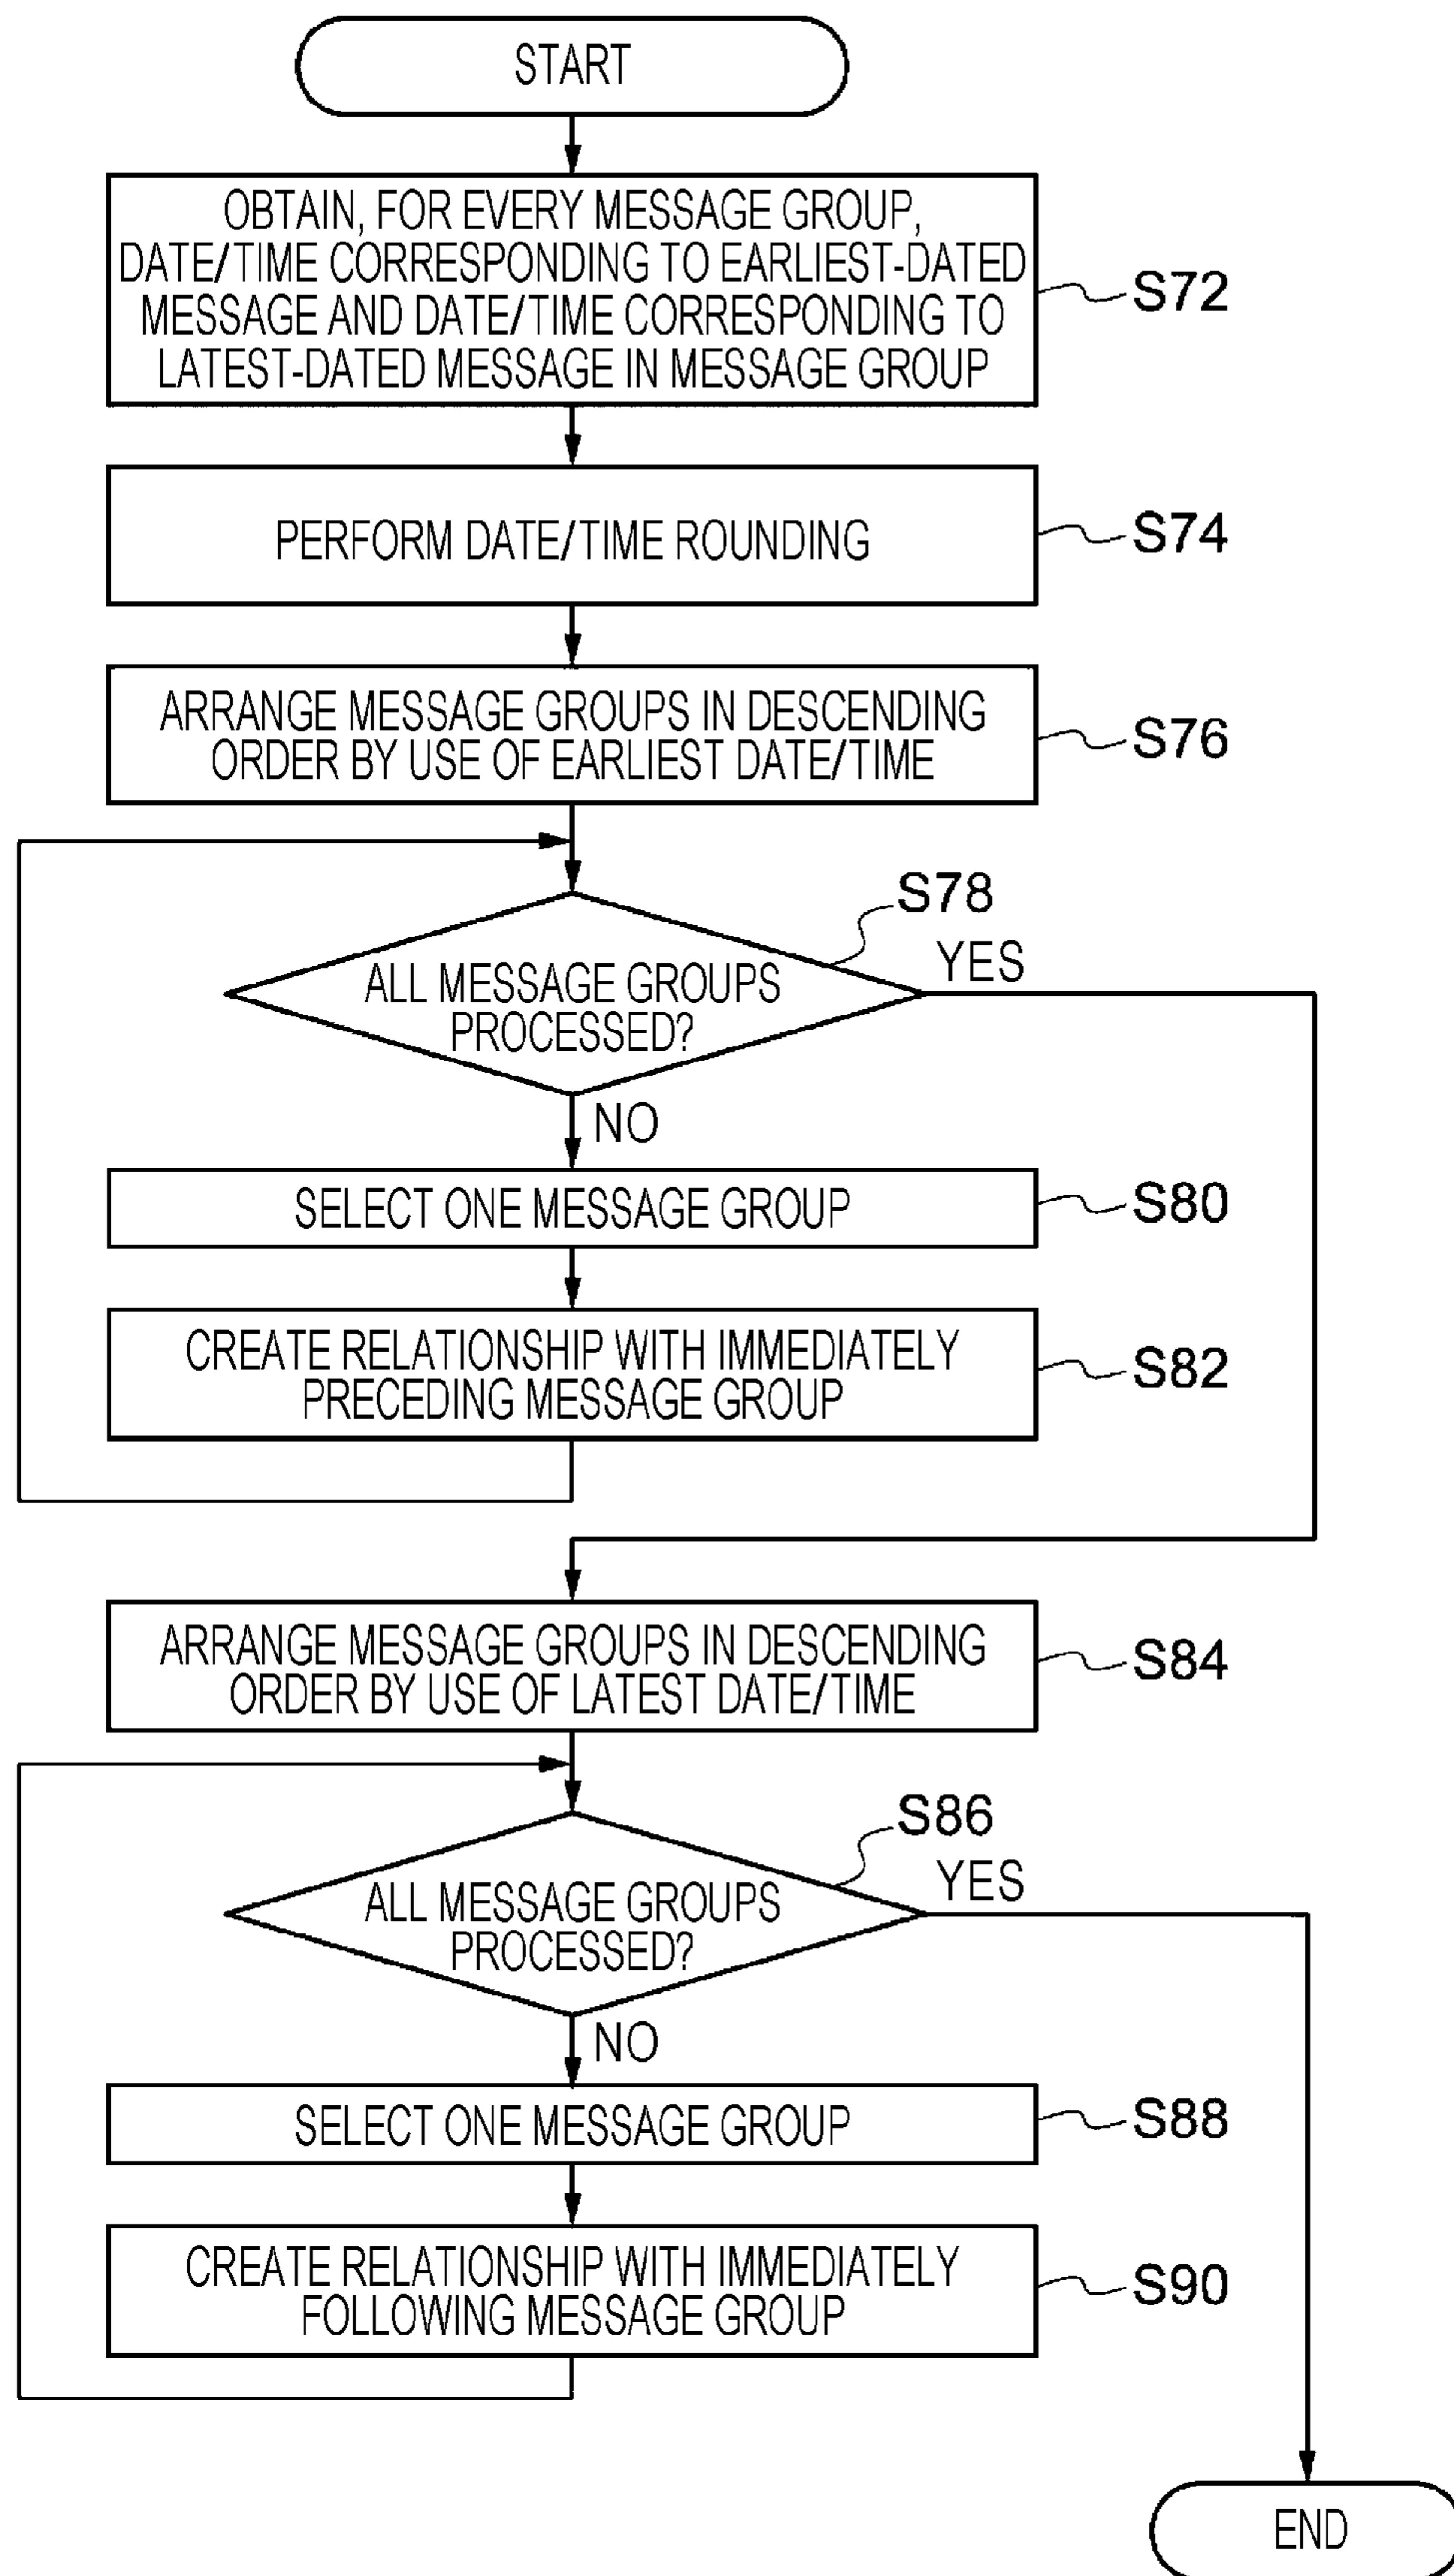 START
OBTAIN, FOR EVERY MESSAGE GROUP,
DATE/TIME CORRESPONDING TO EARLIEST-DATED
MESSAGE AND DATE/TIME CORRESPONDING TO
LATEST-DATED MESSAGE IN MESSAGE GROUP
S72
PERFORM DATE/TIME ROUNDING
S74
ARRANGE MESSAGE GROUPS IN DESCENDING
ORDER BY USE OF EARLIEST DATE/TIME
S76
S78
YES
ALL MESSAGE GROUPS
PROCESSED?
NO
SELECT ONE MESSAGE GROUP
S80
CREATE RELATIONSHIP WITH IMMEDIATELY
PRECEDING MESSAGE GROUP
S82
ARRANGE MESSAGE GROUPS IN DESCENDING
ORDER BY USE OF LATEST DATE/TIME
S84
S86
YES
ALL MESSAGE GROUPS
PROCESSED?
NO
SELECT ONE MESSAGE GROUP
S88
CREATE RELATIONSHIP WITH IMMEDIATELY
FOLLOWING MESSAGE GROUP
S90
END